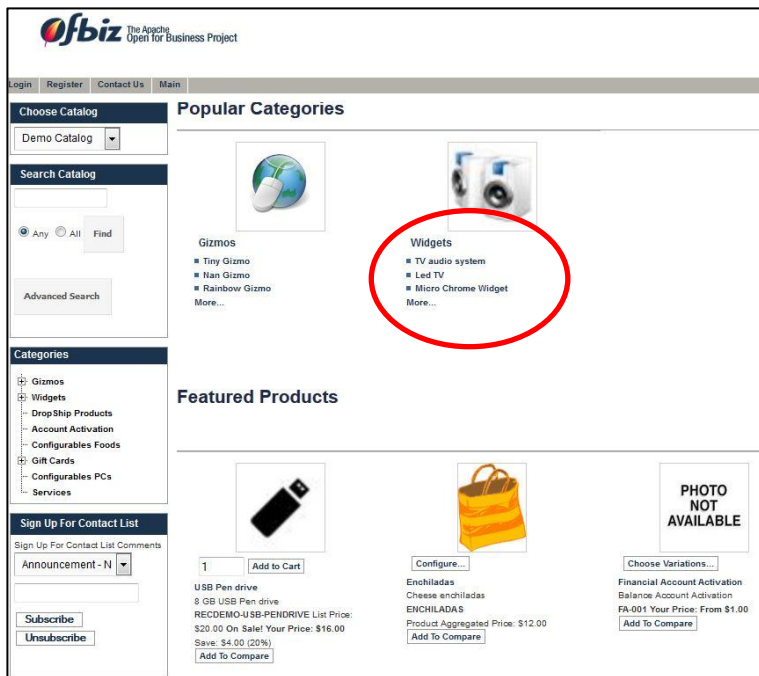 Ofbiz The Apache
Open for Business Project
Login Register Contact Us Main
Choose Catalog
Demo Catalog
Search Catalog
Any All Find
Advanced Search
Categories
Gizmos
Widgets
DropShip Products
Account Activation
Configurables Foods
Gift Cards
Configurables PCs
Services
Sign Up For Contact List
Sign Up For Contact List Comments
Announcement - N
Subscribe
Unsubscribe
Popular Categories
Gizmos
Tiny Gizmo
Nan Gizmo
Rainbow Gizmo
More...
Widgets
TV audio system
Led TV
Micro Chrome Widget
More...
Featured Products
1 Add to Cart
USB Pen drive
8 GB USB Pen drive
RECDEMO-USB-PENDRIVE List Price:
$20.00 On Sale! Your Price: $16.00
Save: $4.00 (20%)
Add To Compare
Configure...
Enchiladas
Cheese enchiladas
ENCHILADAS
Product Aggregated Price: $12.00
Add To Compare
PHOTO
NOT
AVAILABLE
Choose Variations...
Financial Account Activation
Balance Account Activation
FA-001 Your Price: From $1.00
Add To Compare